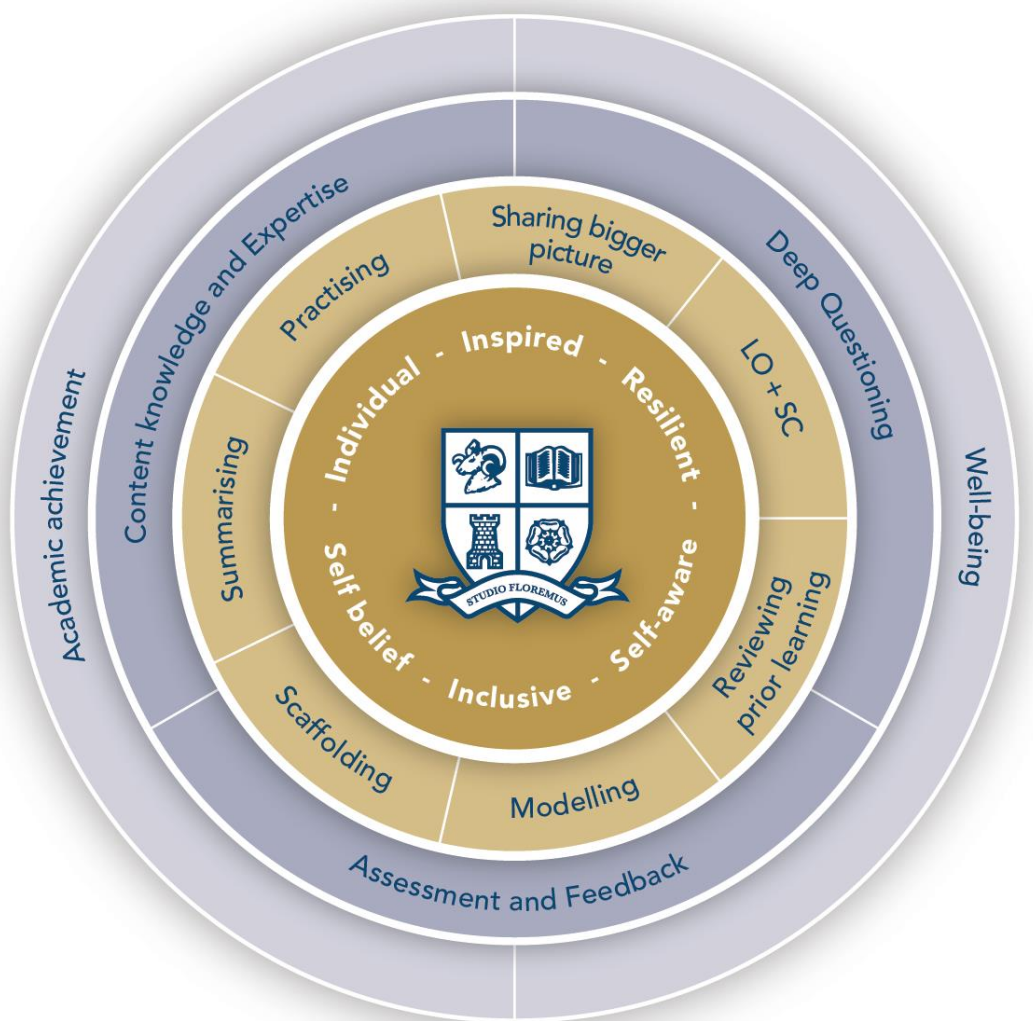 Academic achievement
Well-being
Content knowledge and Expertise
Deep Questioning
Assessment and Feedback
Sharing bigger
picture
LO + SC
Reviewing
prior learning
Modelling
Scaffolding
Summarising
Practising
- Individual - Inspired - Resilient -
Self belief - Inclusive - Self-aware
STUDIO FLOREMUS